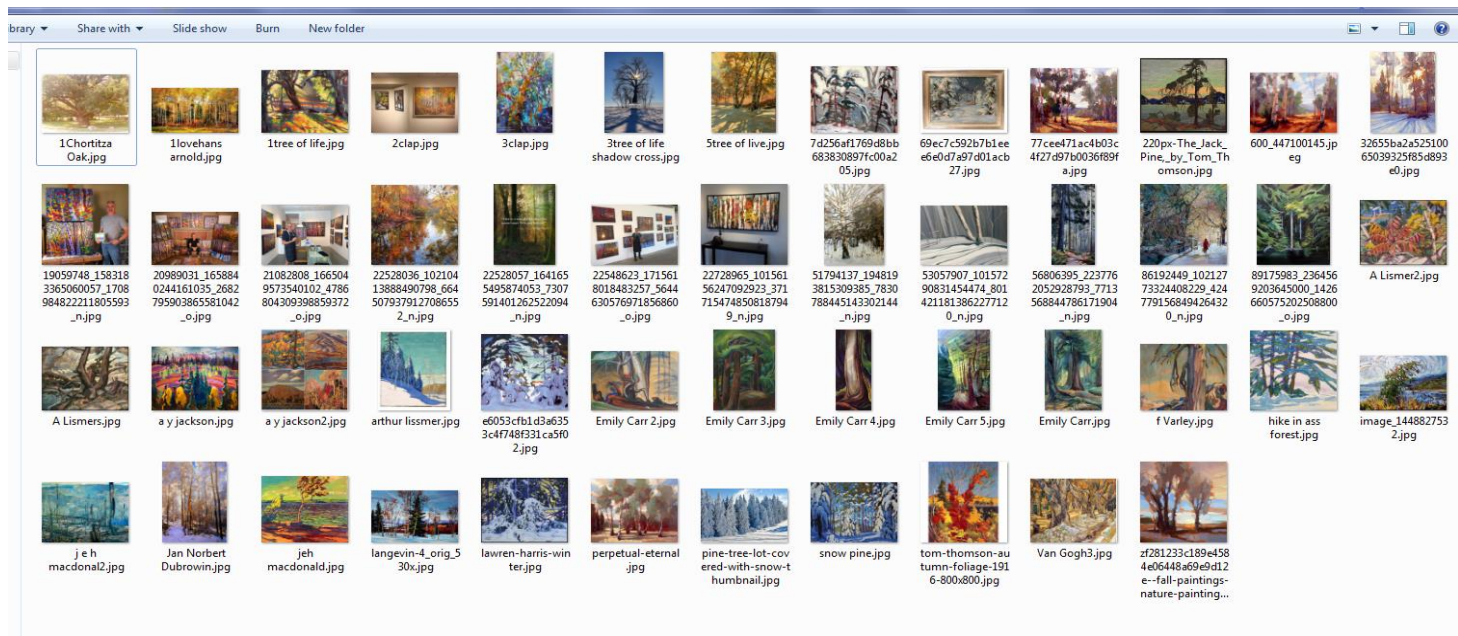 ibrary Share with Slide show Burn New folder
1Chortitza
Oak.jpg
1lovehans
arnold.jpg
1tree of life.jpg
2clap.jpg
3clap.jpg
3tree of life
shadow cross.jpg
5tree of live.jpg
7d256af1769d8bb
683830897fc00a2
05.jpg
69ec7c592b7b1ee
e6e0d7a97d01acb
27.jpg
77cee471ac4b03c
4f27d97b0036f89f
a.jpg
220px-The_Jack_
Pine,_by_Tom_Th
omson.jpg
600_447100145.jp
eg
32655ba2a525100
65039325f85d893
e0.jpg
19059748_158318
3365060057_1708
984822211805593
_n.jpg
20989031_165884
0244161035_2682
795903865581042
_o.jpg
21082808_166504
9573540102_4786
804309398859372
_o.jpg
22528036_102104
13888490798_664
507937912708655
2_n.jpg
22528057_164165
5495874053_7307
591401262522094
_n.jpg
22548623_171561
8018483257_5644
630576971856860
_o.jpg
22728965_101561
56247092923_371
715474850818794
9_n.jpg
51794137_194819
3815309385_7830
788445143302144
_n.jpg
53057907_101572
90831454474_801
421181386227712
0_n.jpg
56806395_223776
2052928793_7713
568844786171904
_n.jpg
86192449_102127
73324408229_424
779156849426432
0_n.jpg
89175983_236456
9203645000_1426
660575202508800
_o.jpg
A Lismer2.jpg
A Lismers.jpg
a y jackson.jpg
a y jackson2.jpg
arthur lissmer.jpg
e6053cfb1d3a635
3c4f748f331ca5f0
2.jpg
Emily Carr 2.jpg
Emily Carr 3.jpg
Emily Carr 4.jpg
Emily Carr 5.jpg
Emily Carr.jpg
f Varley.jpg
hike in ass
forest.jpg
image_144882753
2.jpg
j e h
macdonal2.jpg
Jan Norbert
Dubrowin.jpg
jeh
macdonald.jpg
langevin-4_orig_5
30x.jpg
lawren-harris-win
ter.jpg
perpetual-eternal
.jpg
pine-tree-lot-cov
ered-with-snow-t
humbnail.jpg
snow pine.jpg
tom-thomson-au
tumn-foliage-191
6-800x800.jpg
Van Gogh3.jpg
zf281233c189e458
4e06448a69e9d12
e--fall-paintings-
nature-painting...